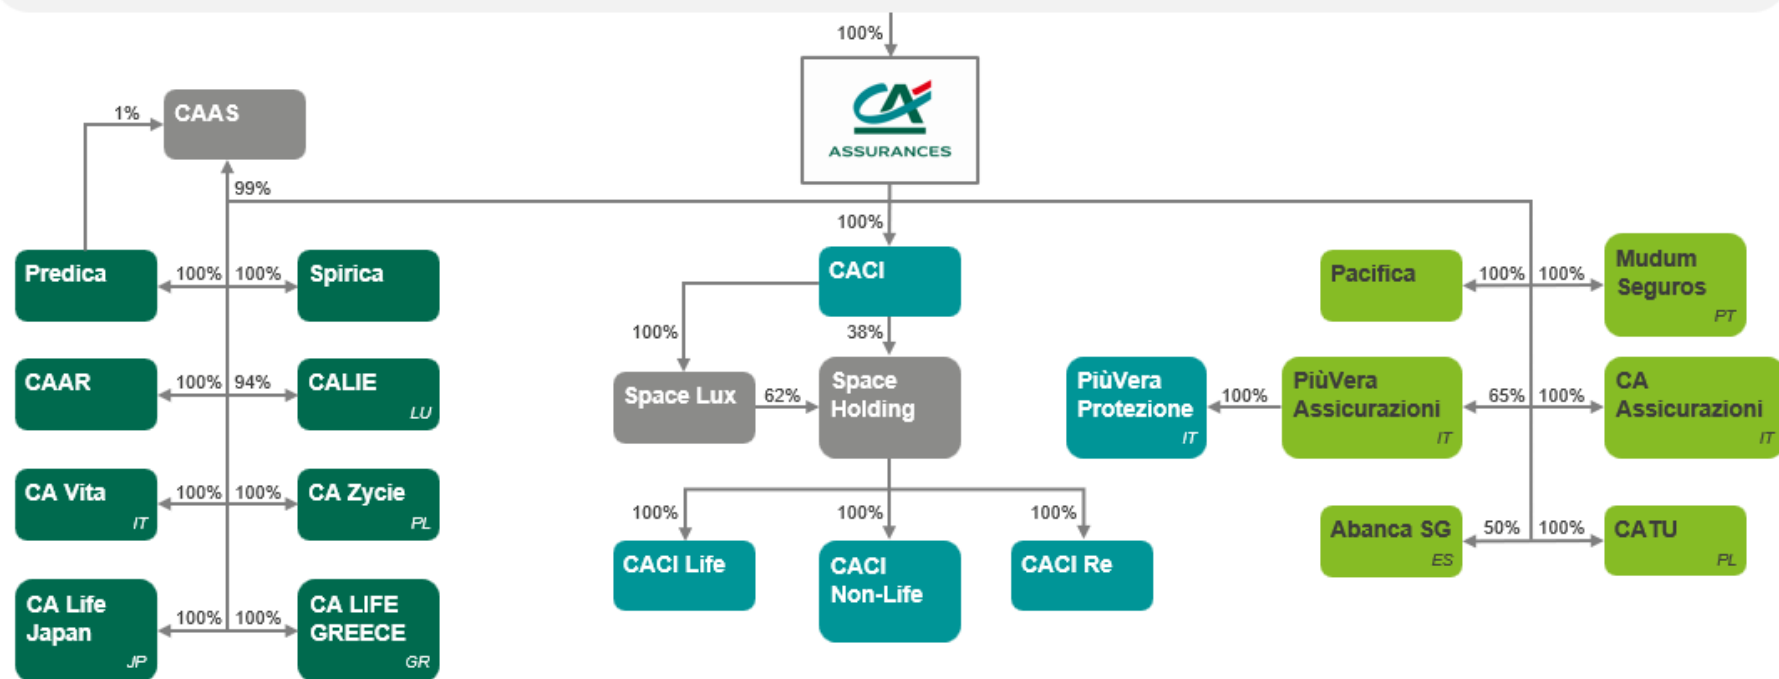 100%
CA
ASSURANCES
1%
CAAS
99%
100%
Predica
100%
100%
Spirica
CACI
Pacifica
100%
100%
Mudum
Seguros
PT
100%
38%
CAAR
100%
94%
CALIE
LU
Space Lux
62%
Space
Holding
PiùVera
Protezione
IT
100%
PiùVera
Assicurazioni
IT
65%
100%
CA
Assicurazioni
IT
CA Vita
IT
100%
100%
CA Zycie
PL
100%
100%
100%
Abanca SG
ES
50%
100%
CATU
PL
CACI Life
CACI
Non-Life
CACI Re
CA Life
Japan
JP
100%
100%
CA LIFE
GREECE
GR